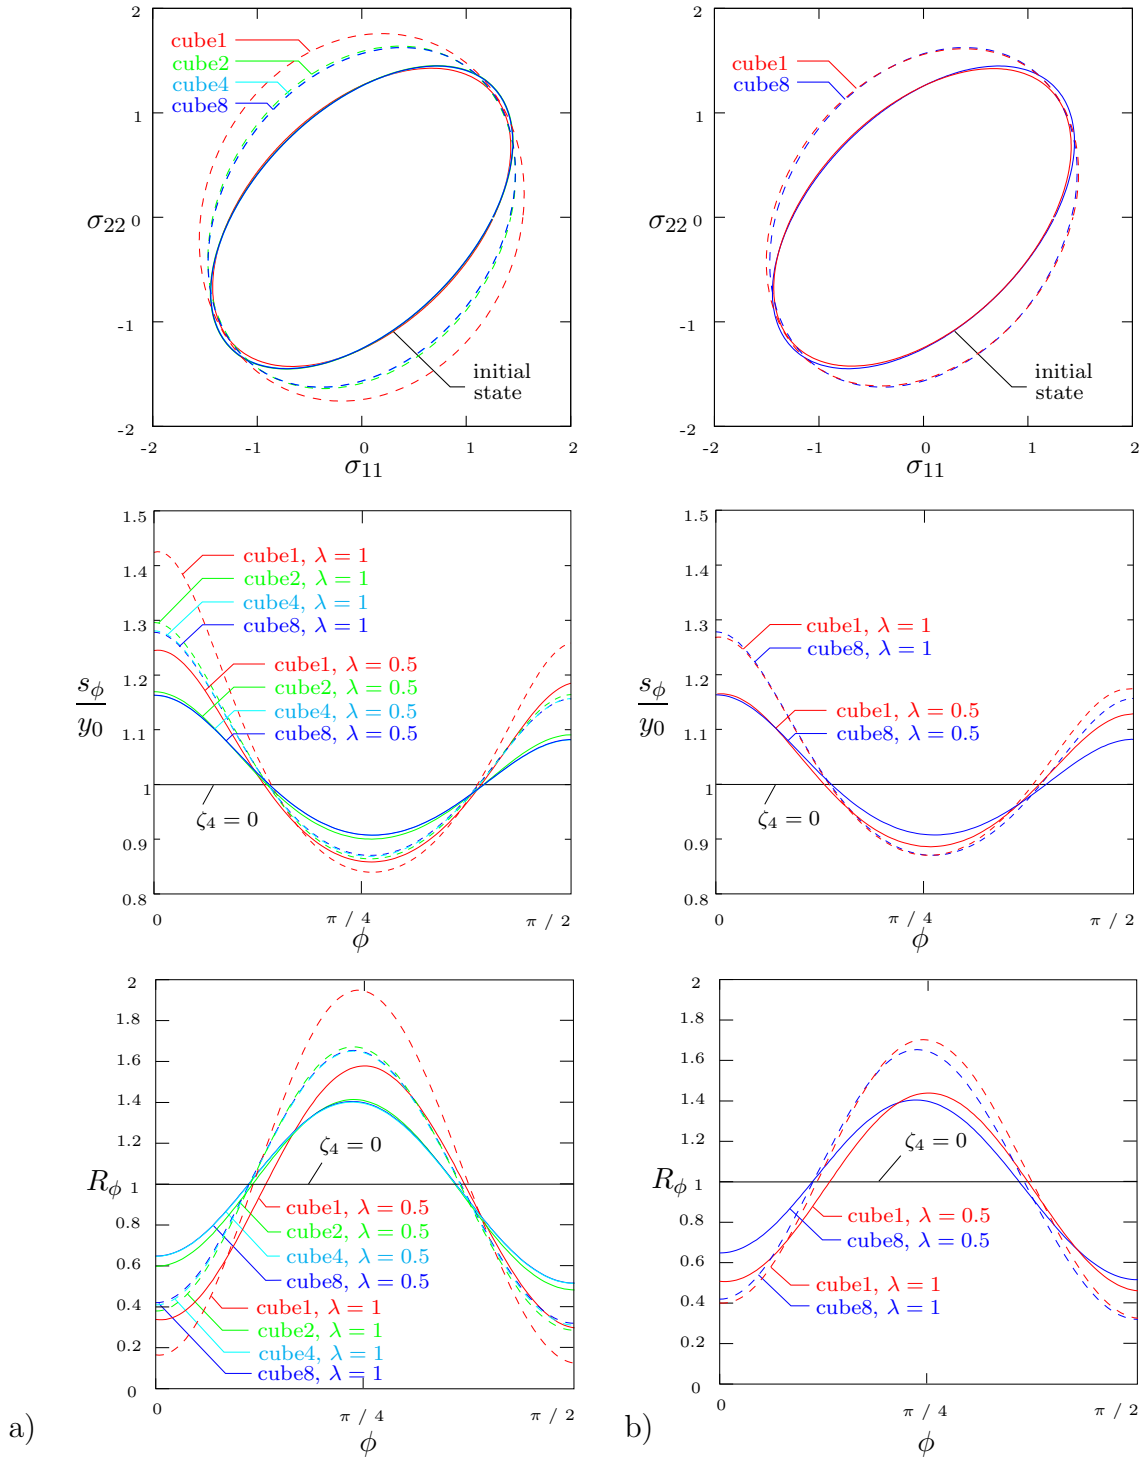 2
cube1
cube2
cube4
cube8
1
σ22
0
-1
initial
state
-2
-2
-1
0
1
2
σ11
2
cube1
cube8
1
σ22
0
-1
initial
state
-2
-2
-1
0
1
2
σ11
1.5
cube1, λ = 1
1.4
cube2, λ = 1
cube4, λ = 1
1.3
cube8, λ = 1
cube1, λ = 0.5
1.2
cube2, λ = 0.5
sϕ
y0
cube4, λ = 0.5
1.1
cube8, λ = 0.5
1
ζ4 = 0
0.9
0.8
0
π / 4
π / 2
ϕ
1.5
1.4
1.3
cube1, λ = 1
cube8, λ = 1
1.2
sϕ
y0
cube1, λ = 0.5
1.1
cube8, λ = 0.5
1
ζ4 = 0
0.9
0.8
0
π / 4
π / 2
ϕ
2
1.8
1.6
1.4
1.2
ζ4 = 0
Rϕ
1
cube1, λ = 0.5
0.8
cube2, λ = 0.5
cube4, λ = 0.5
0.6
cube8, λ = 0.5
0.4
cube1, λ = 1
cube2, λ = 1
0.2
cube4, λ = 1
cube8, λ = 1
0
0
π / 4
π / 2
a)
ϕ
2
1.8
1.6
1.4
1.2
ζ4 = 0
Rϕ
1
cube1, λ = 0.5
0.8
cube8, λ = 0.5
0.6
cube1, λ = 1
0.4
cube8, λ = 1
0.2
0
0
π / 4
π / 2
b)
ϕ